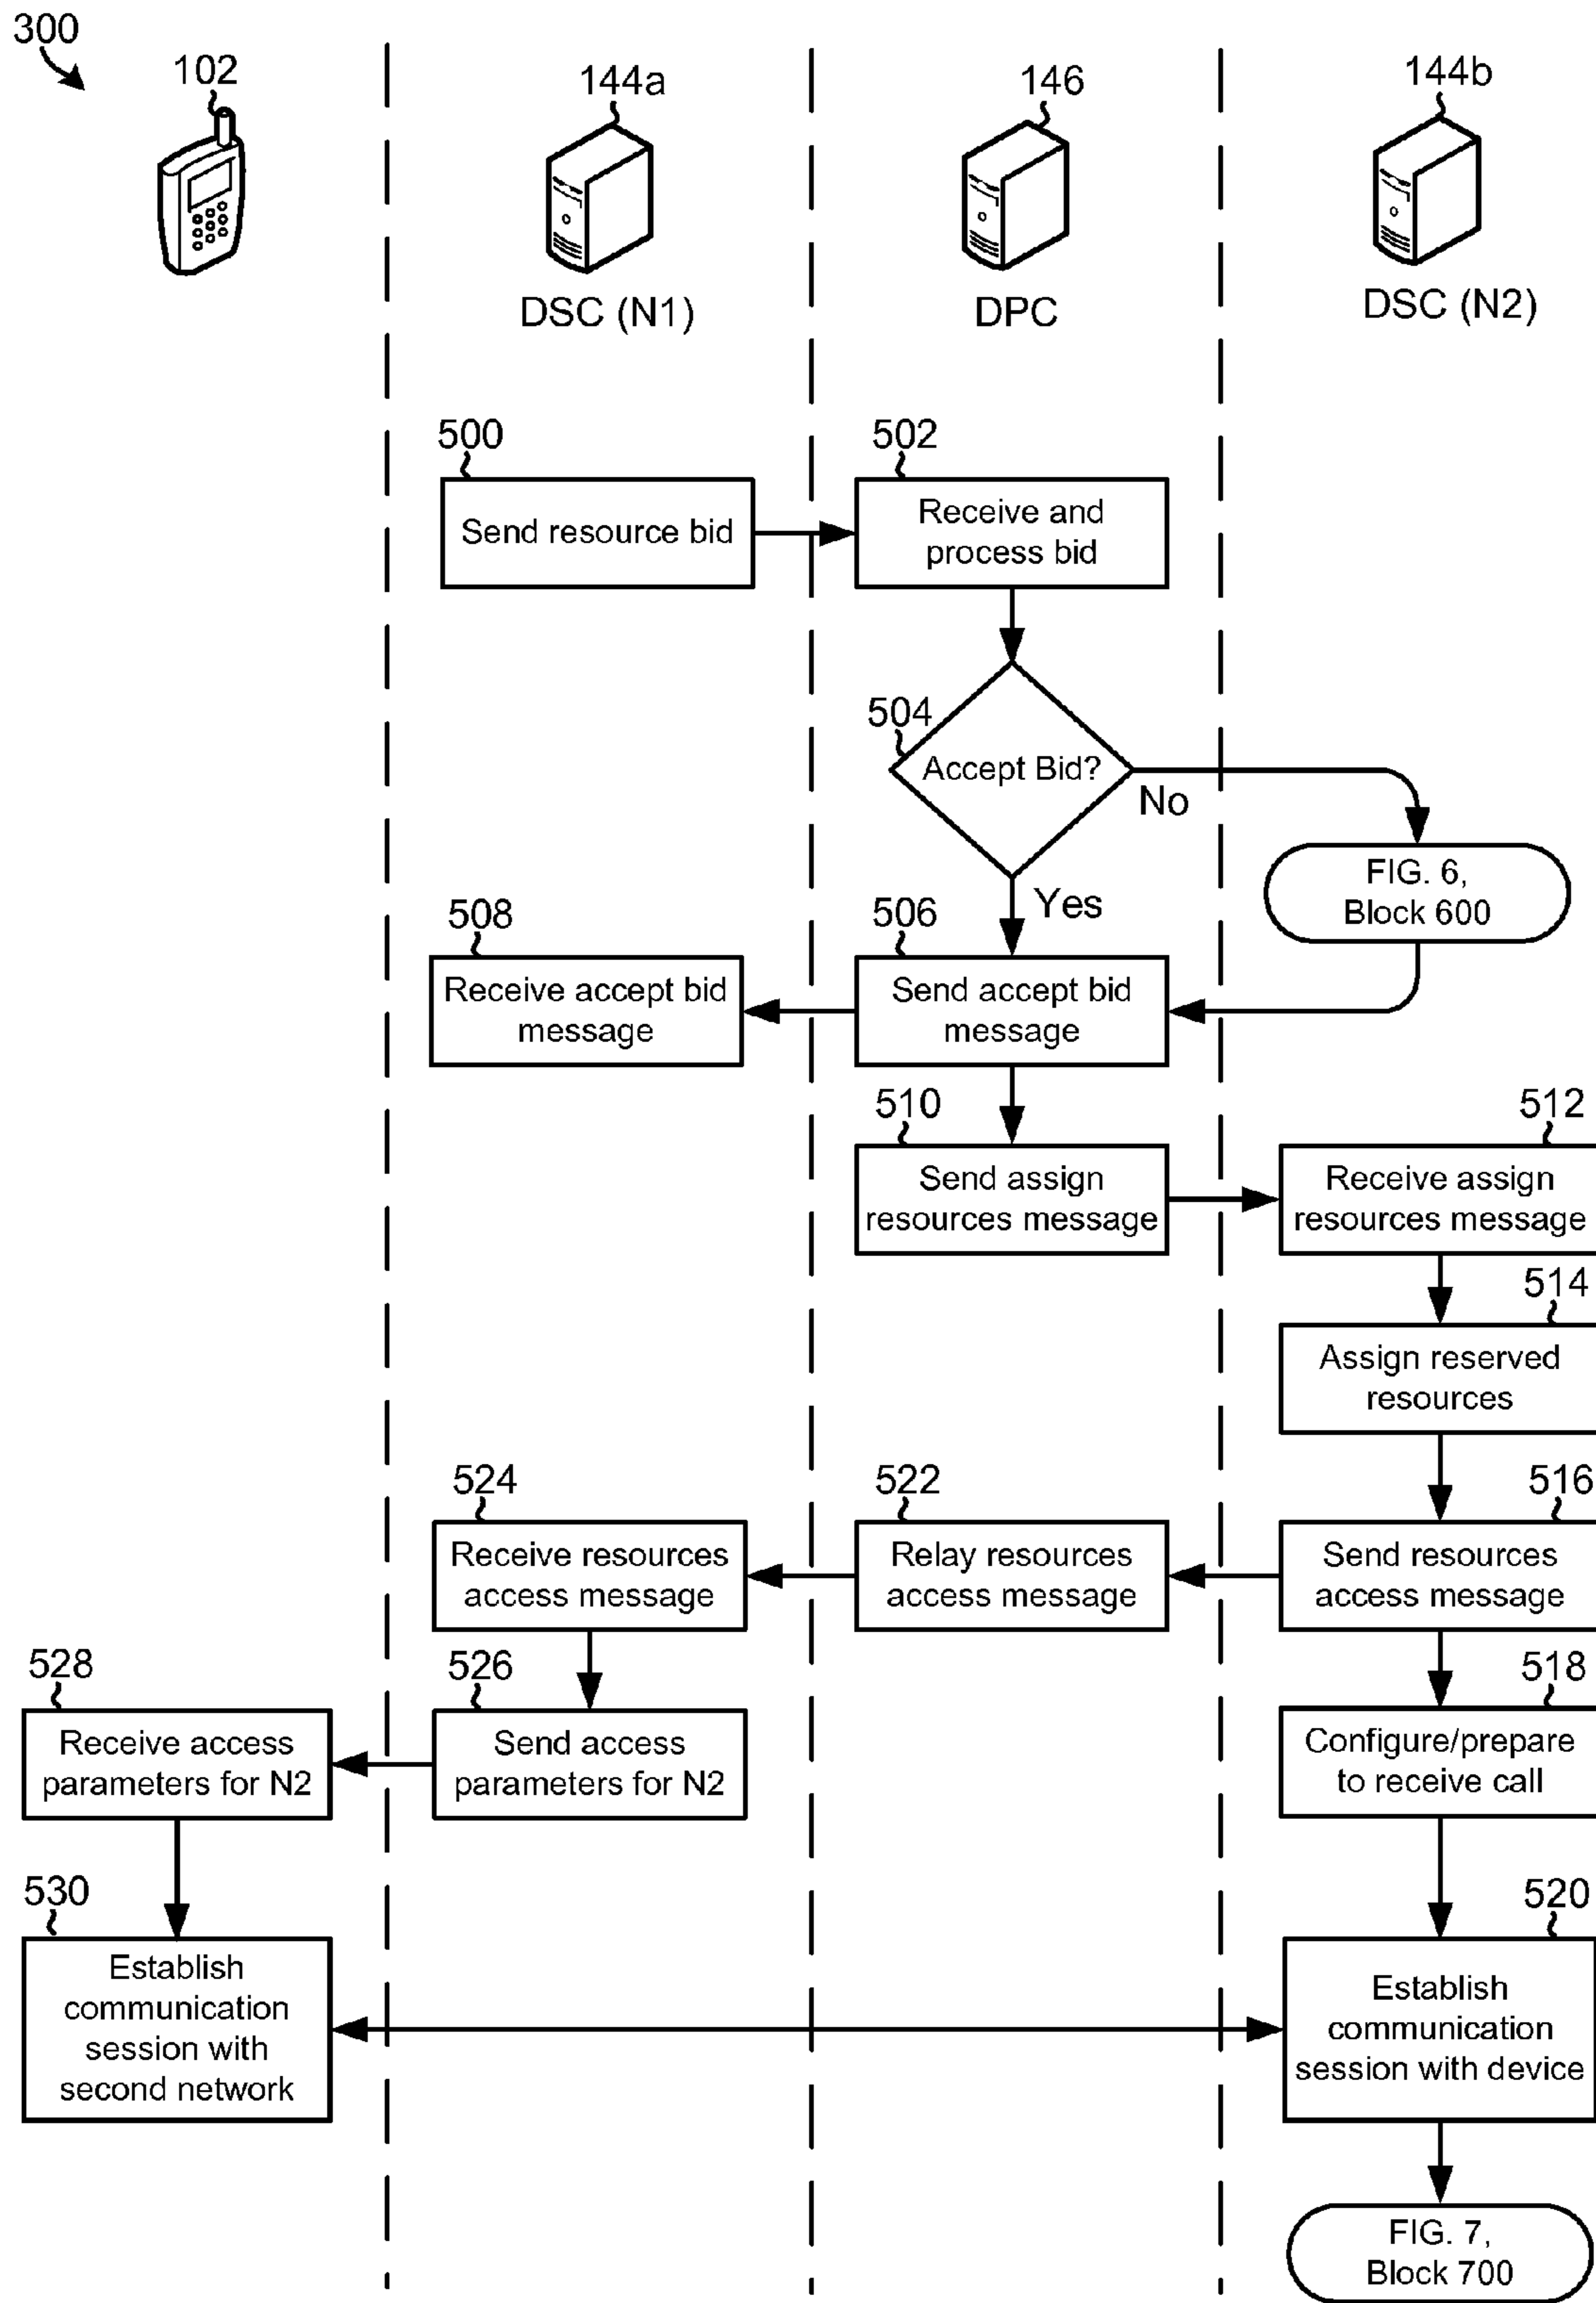 300
102
144a
146
144b
DSC (N1)
DPC
DSC (N2)
500
502
Send resource bid
Receive and
process bid
504
Accept Bid?
No
Yes
FIG. 6,
Block 600
508
506
Receive accept bid
message
Send accept bid
message
510
512
Send assign
resources message
Receive assign
resources message
514
Assign reserved
resources
524
522
516
Receive resources
access message
Relay resources
access message
Send resources
access message
528
526
518
Receive access
parameters for N2
Send access
parameters for N2
Configure/prepare
to receive call
530
520
Establish
communication
session with
second network
Establish
communication
session with device
FIG. 7,
Block 700